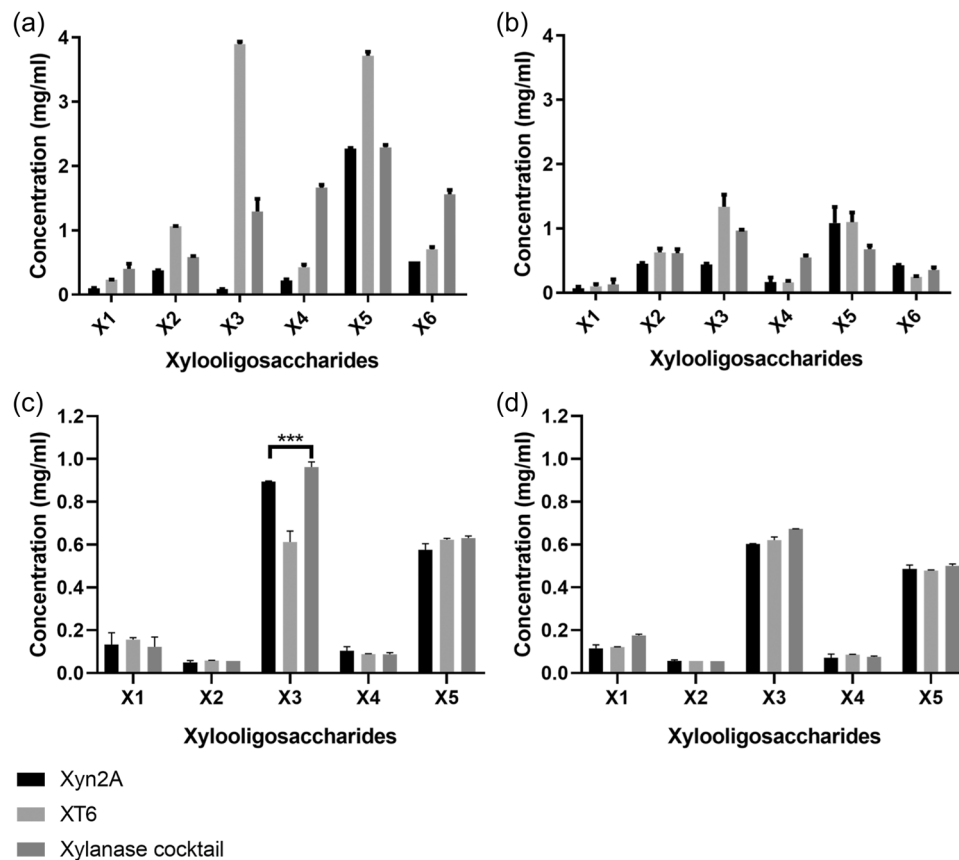 (a)
4
3
2
1
0
Concentration (mg/ml)
X1 X2 X3 X4 X5 X6
Xylooligosaccharides
(b)
4
3
2
1
0
Concentration (mg/ml)
X1 X2 X3 X4 X5 X6
Xylooligosaccharides
(c)
1.2
1.0
0.8
0.6
0.4
0.2
0.0
Concentration (mg/ml)
***
X1 X2 X3 X4 X5
Xylooligosaccharides
(d)
1.2
1.0
0.8
0.6
0.4
0.2
0.0
Concentration (mg/ml)
X1 X2 X3 X4 X5
Xylooligosaccharides
Xyn2A
XT6
Xylanase cocktail